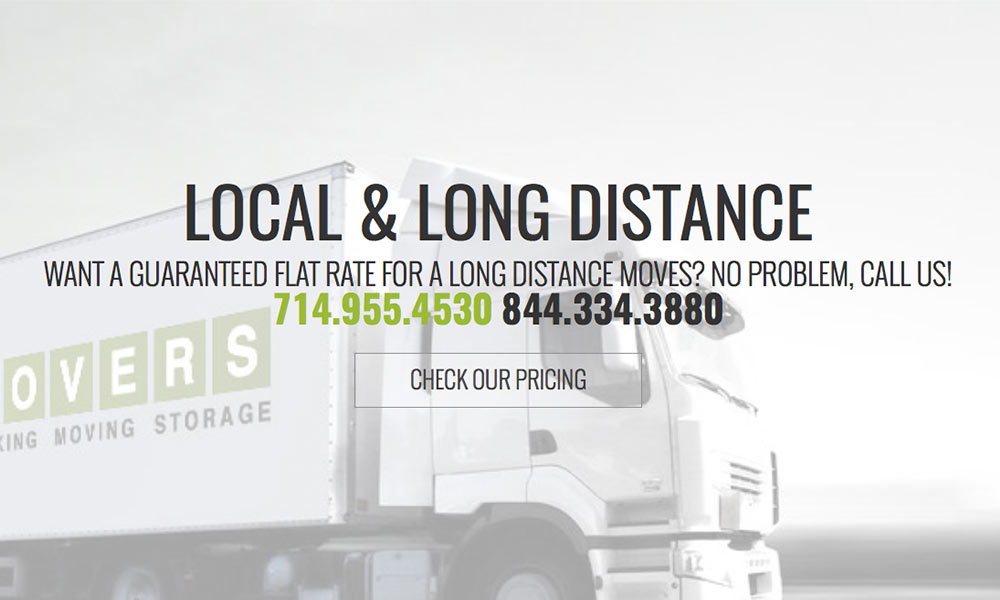 LOCAL & LONG DISTANCE
WANT A GUARANTEED FLAT RATE FOR A LONG DISTANCE MOVES? NO PROBLEM, CALL US!
714.955.4530 844.334.3880
CHECK OUR PRICING
OVERS
KING MOVING STORAGE